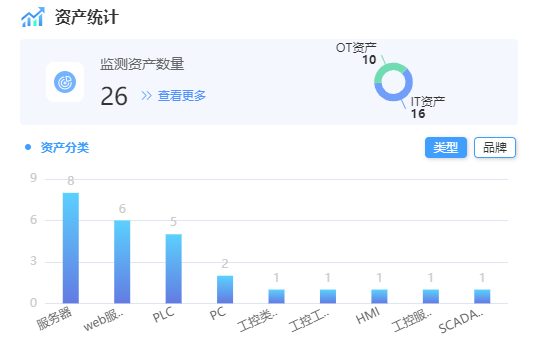 资产统计
监测资产数量
26
查看更多
OT资产
10
IT资产
16
资产分类
类型
品牌
9
6
3
0
8
6
5
2
1
1
1
1
1
服务器
web服..
PLC
PC
工控类..
工控工..
HMI
工控服..
SCADA..